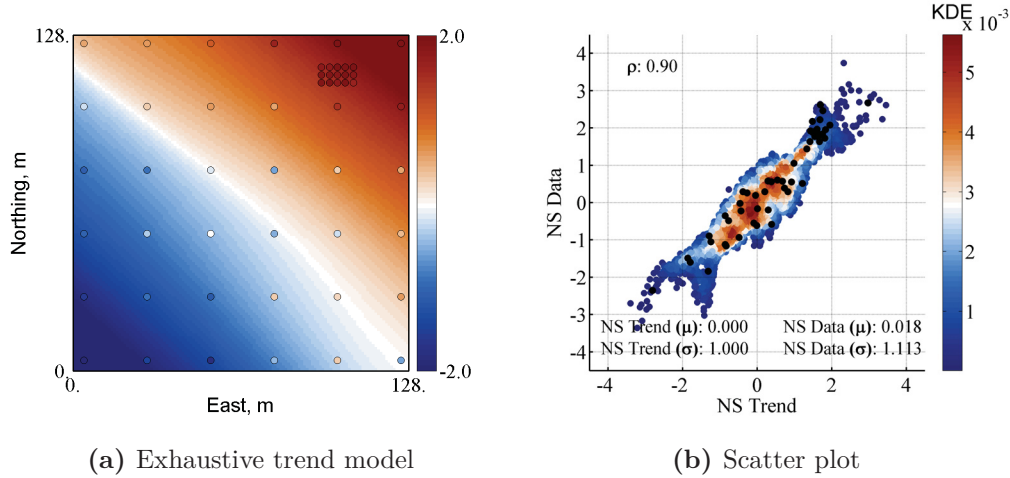 128.
Northing, m
0.
0.
128.
East, m
2.0
-2.0
(a) Exhaustive trend model
KDE
x 10⁻³
ρ: 0.90
4
3
2
1
0
-1
-2
-3
-4
NS Data
NS Trend (μ): 0.000
NS Data (μ): 0.018
NS Trend (σ): 1.000
NS Data (σ): 1.113
-4
-2
0
2
4
NS Trend
5
4
3
2
1
(b) Scatter plot